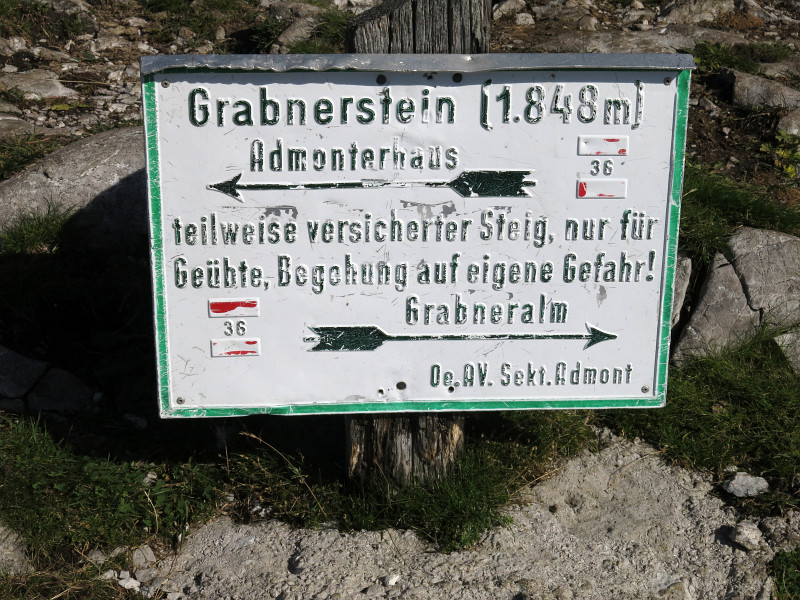 Grabnerstein (1.848m)
Admonterhaus
36
teilweise versicherter Steig, nur für
Geübte, Begehung auf eigene Gefahr!
36
Grabneralm
Oe.AV. Sekt.Admont